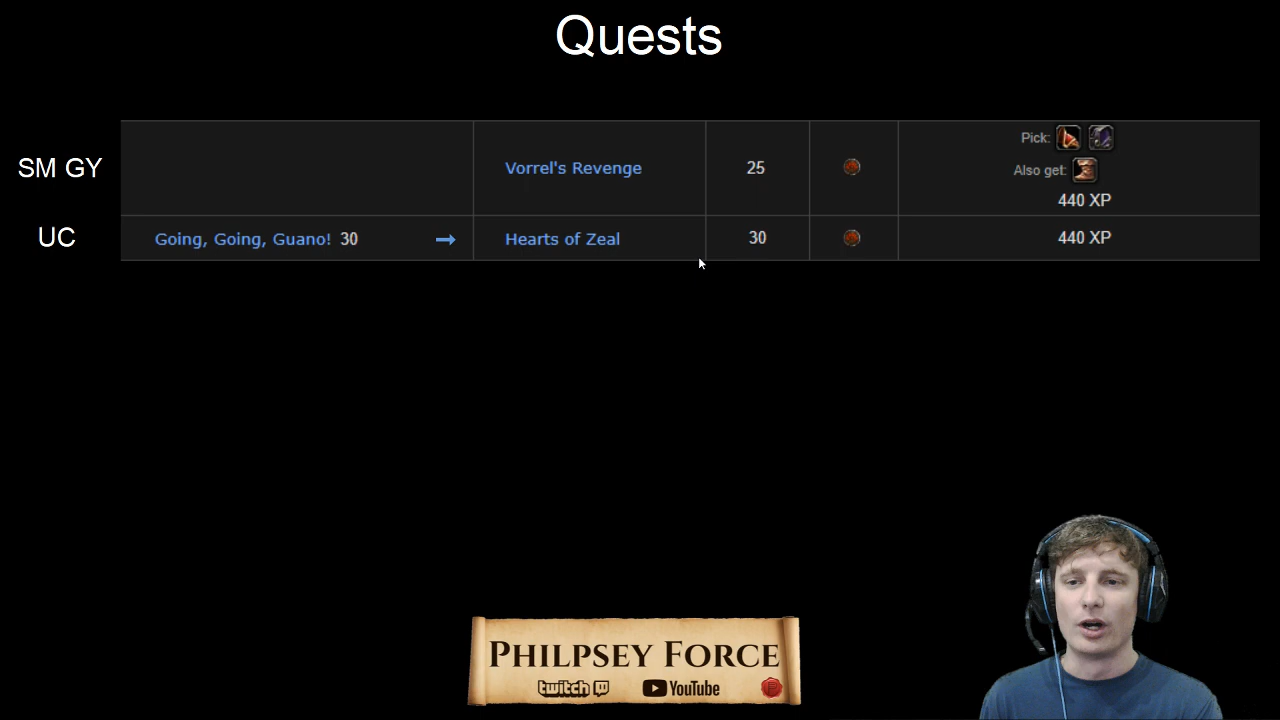 Quests
SM GY
Vorrel's Revenge
25
Pick:
Also get:
440 XP
UC
Going, Going, Guano! 30
Hearts of Zeal
30
440 XP
PHILPSEY FORCE
twitch
YouTube